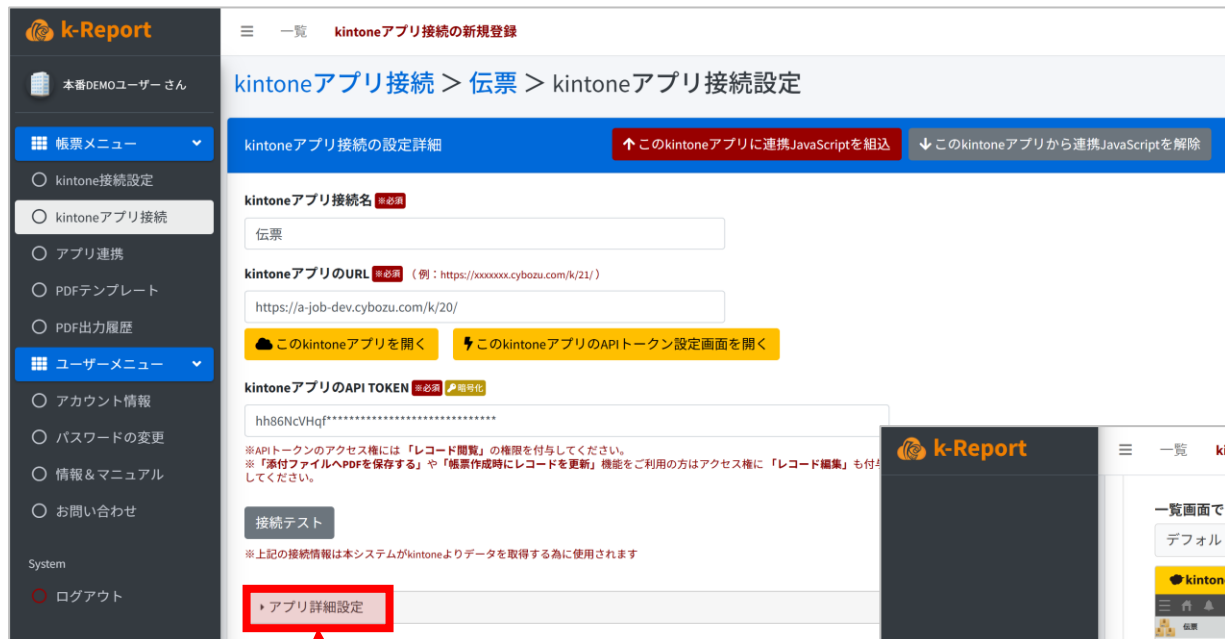 k-Report
一覧 kintoneアプリ接続の新規登録
本番DEMOユーザー さん
kintoneアプリ接続 ＞ 伝票 ＞ kintoneアプリ接続設定
帳票メニュー
kintone接続設定
kintoneアプリ接続
アプリ連携
PDFテンプレート
PDF出力履歴
ユーザーメニュー
アカウント情報
パスワードの変更
情報＆マニュアル
お問い合わせ
System
ログアウト
kintoneアプリ接続の設定詳細
このkintoneアプリに連携JavaScriptを組込
このkintoneアプリから連携JavaScriptを解除
kintoneアプリ接続名 ※必須
伝票
kintoneアプリのURL ※必須 （ 例：https://xxxxxxx.cybozu.com/k/21/ ）
https://a-job-dev.cybozu.com/k/20/
このkintoneアプリを開く
このkintoneアプリのAPIトークン設定画面を開く
kintoneアプリのAPI TOKEN ※必須 暗号化
hh86NcVHqf******************************
※APIトークンのアクセス権には「レコード閲覧」の権限を付与してください。
※「添付ファイルへPDFを保存する」や「帳票作成時にレコードを更新」機能をご利用の方はアクセス権に「レコード編集」も付与
してください。
接続テスト
※上記の接続情報は本システムがkintoneよりデータを取得する為に使用されます
アプリ詳細設定
k-Report
一覧 ki
一覧画面で
デフォル
kintone
伝票